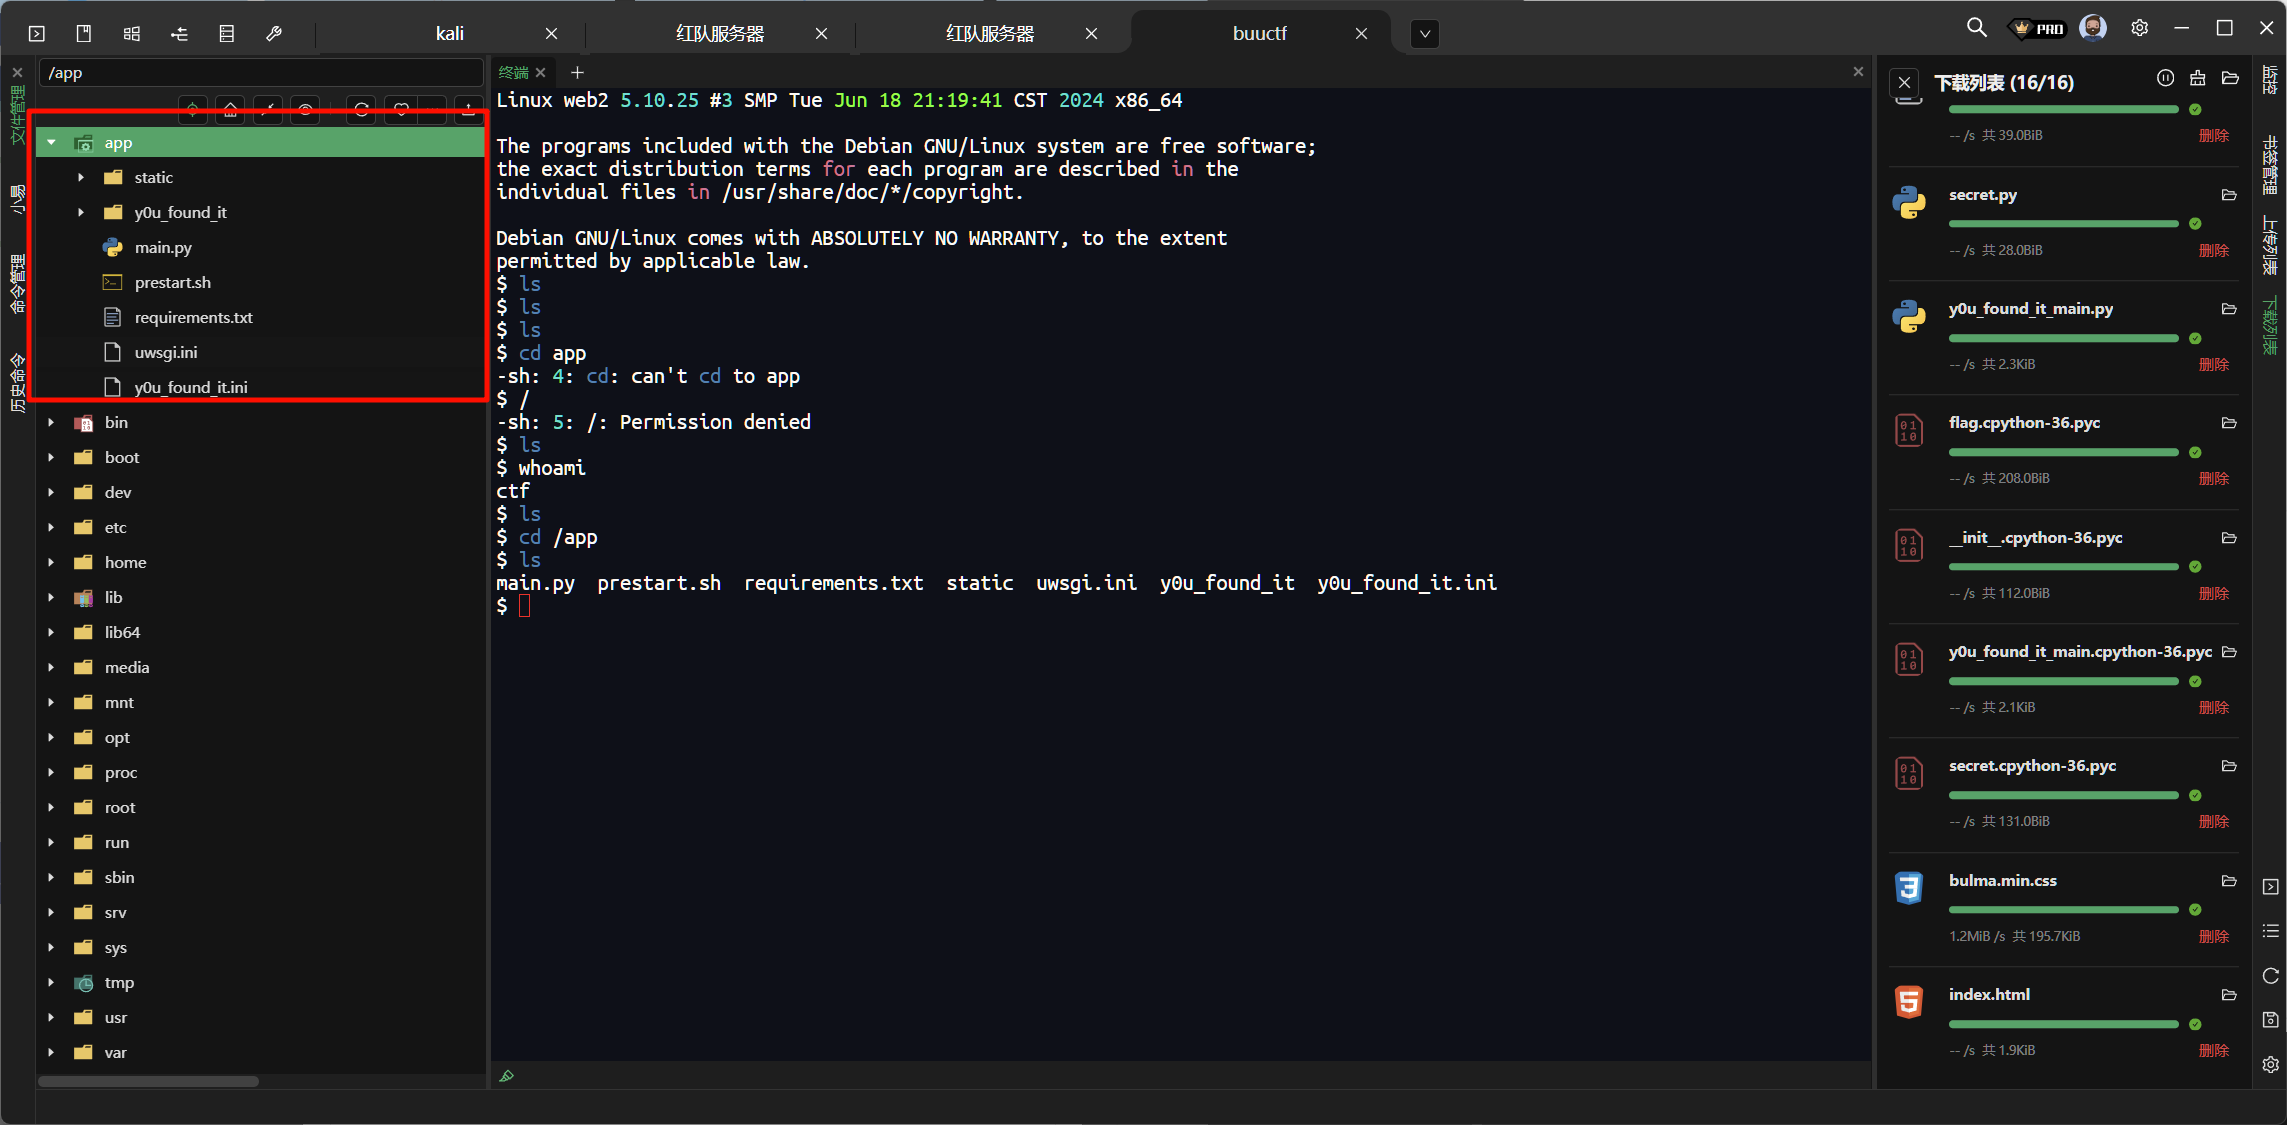 kali
红队服务器
红队服务器
buuctf
PRO
/app
终端
文件管理
小易
命令管理
历史命令
app
static
y0u_found_it
main.py
prestart.sh
requirements.txt
uwsgi.ini
y0u_found_it.ini
bin
boot
dev
etc
home
lib
lib64
media
mnt
opt
proc
root
run
sbin
srv
sys
tmp
usr
var
Linux web2 5.10.25 #3 SMP Tue Jun 18 21:19:41 CST 2024 x86_64
The programs included with the Debian GNU/Linux system are free software;
the exact distribution terms for each program are described in the
individual files in /usr/share/doc/*/copyright.
Debian GNU/Linux comes with ABSOLUTELY NO WARRANTY, to the extent
permitted by applicable law.
$ ls
$ ls
$ ls
$ cd app
-sh: 4: cd: can't cd to app
$ /
-sh: 5: /: Permission denied
$ ls
$ whoami
ctf
$ ls
$ cd /app
$ ls
main.py  prestart.sh  requirements.txt  static  uwsgi.ini  y0u_found_it  y0u_found_it.ini
$
下载列表 (16/16)
-- /s 共 39.0BiB 删除
secret.py
-- /s 共 28.0BiB 删除
y0u_found_it_main.py
-- /s 共 2.3KiB 删除
flag.cpython-36.pyc
-- /s 共 208.0BiB 删除
__init__.cpython-36.pyc
-- /s 共 112.0BiB 删除
y0u_found_it_main.cpython-36.pyc
-- /s 共 2.1KiB 删除
secret.cpython-36.pyc
-- /s 共 131.0BiB 删除
bulma.min.css
1.2MiB /s 共 195.7KiB 删除
index.html
-- /s 共 1.9KiB 删除
监控
书签管理
上传列表
下载列表